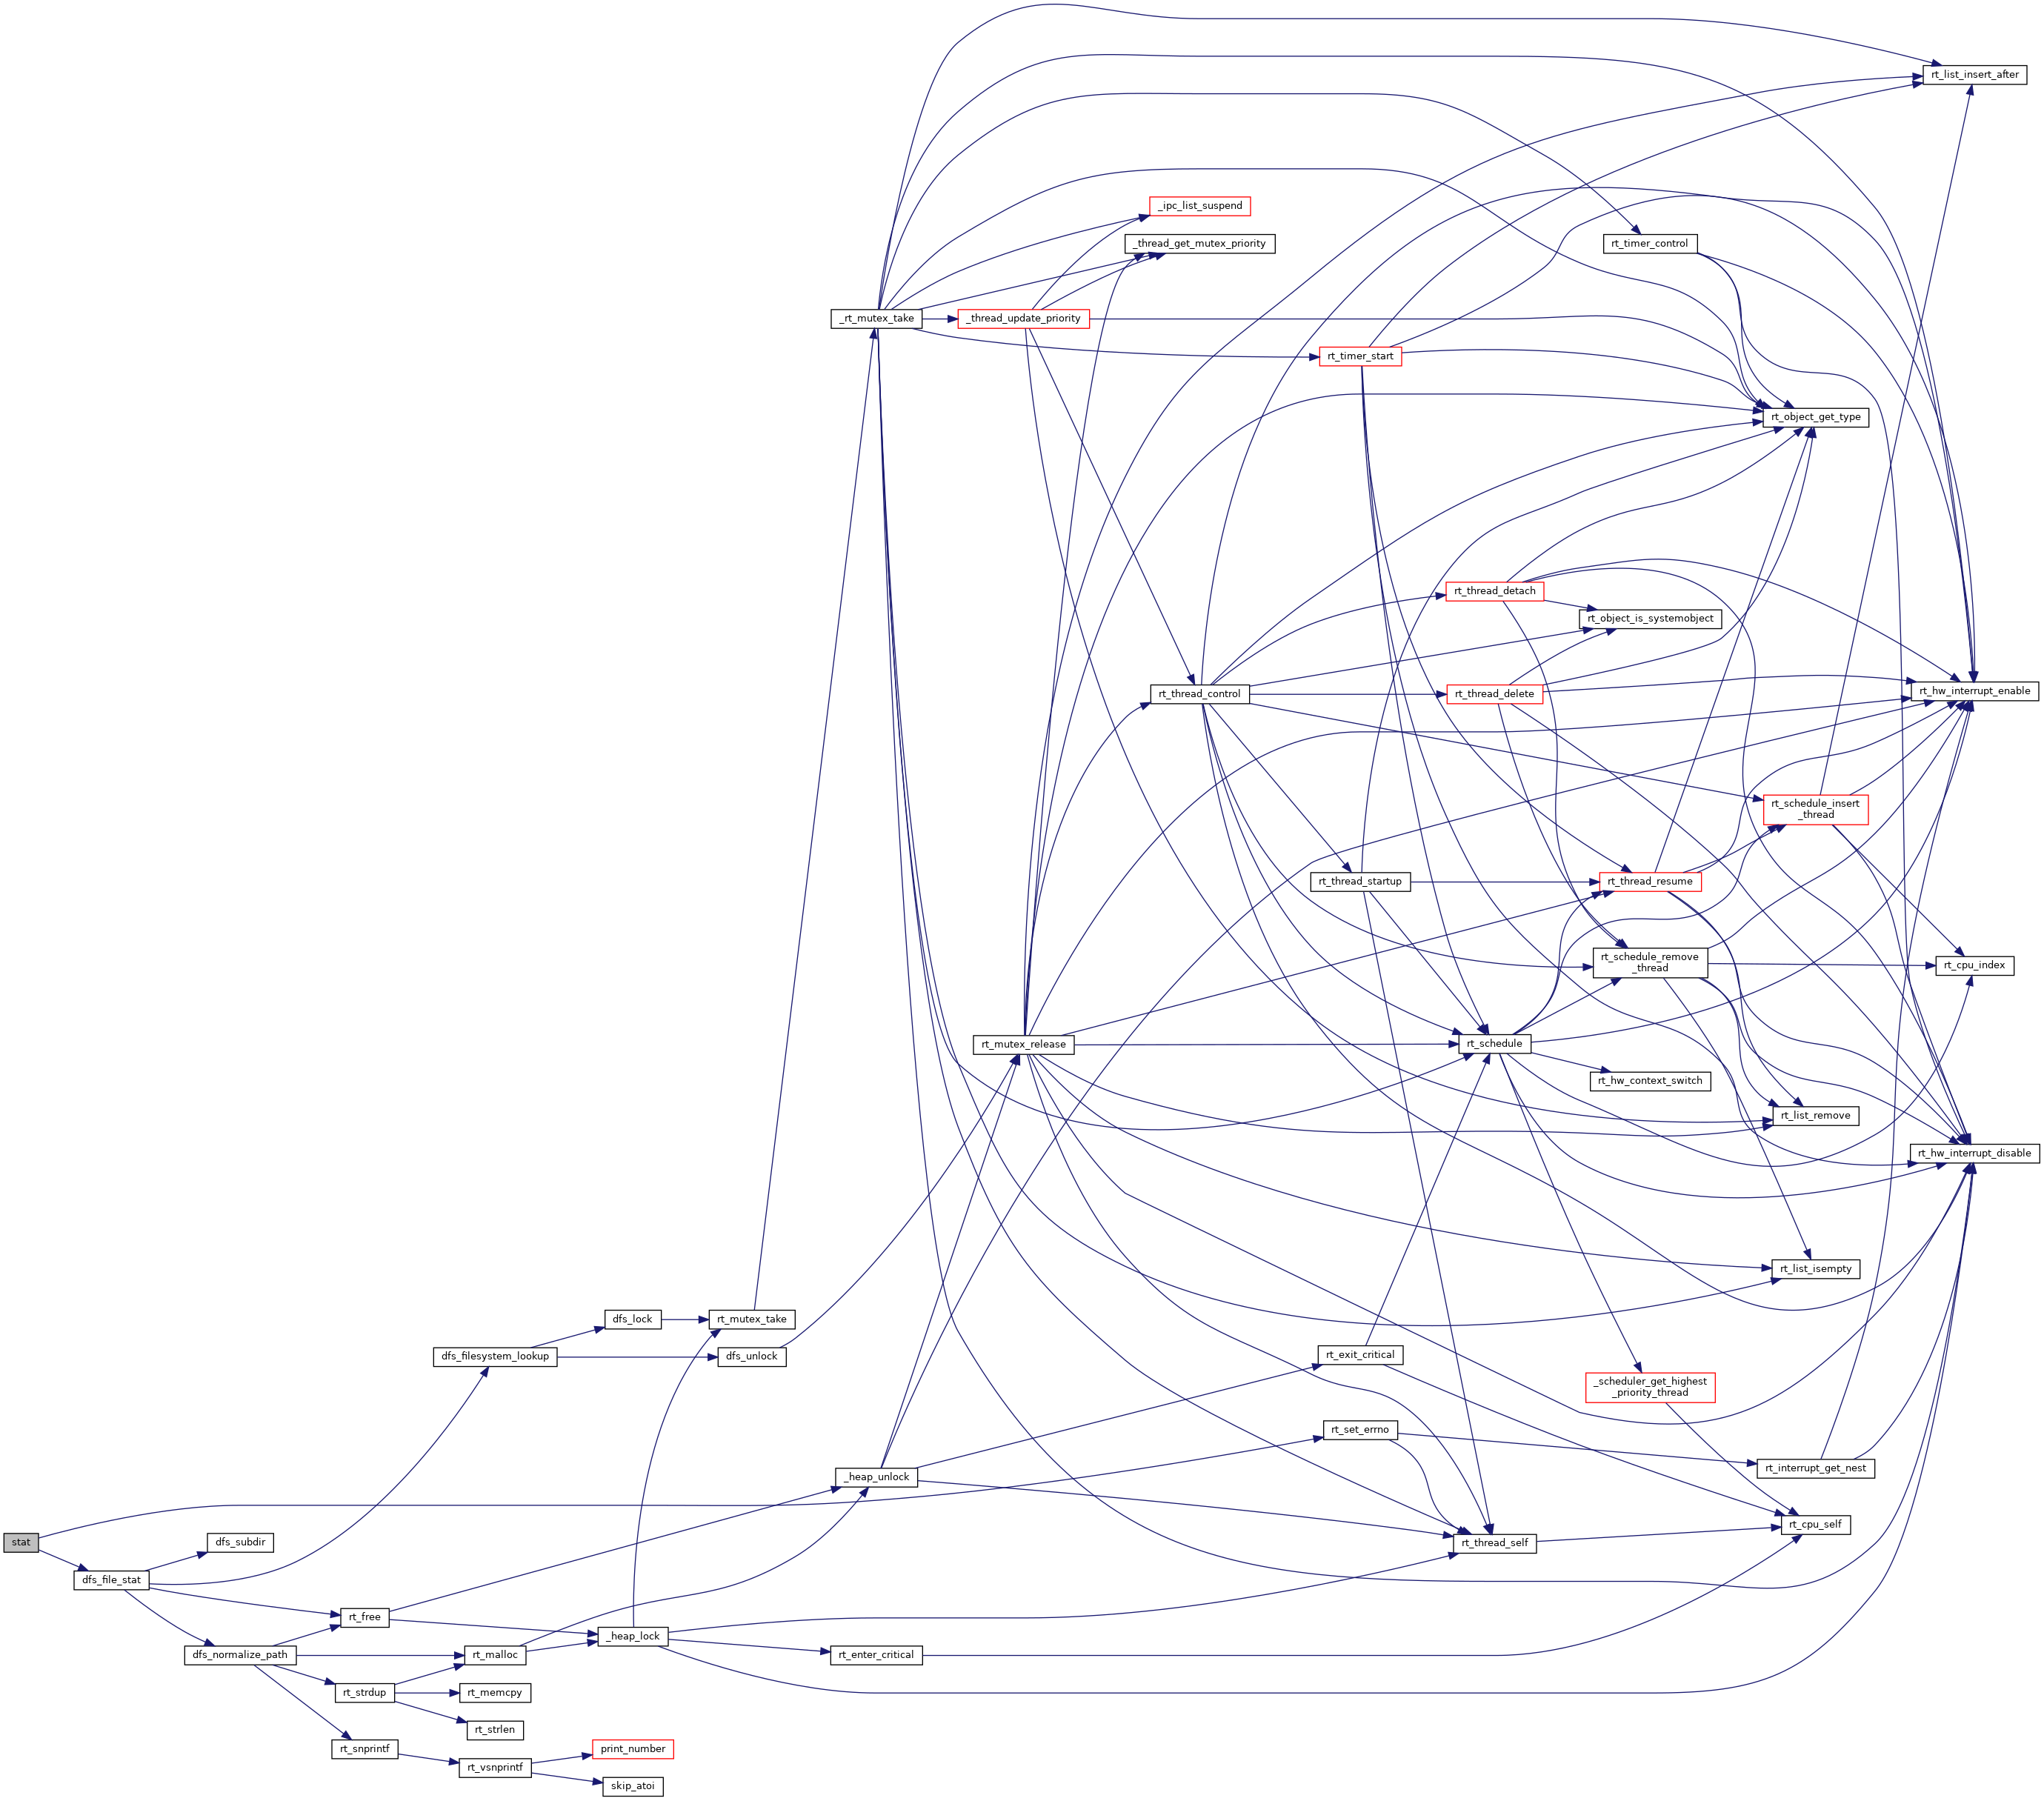 rt_list_insert_after
_ipc_list_suspend
_thread_get_mutex_priority
rt_timer_control
_rt_mutex_take
_thread_update_priority
rt_timer_start
rt_object_get_type
rt_thread_detach
rt_object_is_systemobject
rt_thread_control
rt_thread_delete
rt_hw_interrupt_enable
rt_schedule_insert
_thread
rt_thread_startup
rt_thread_resume
rt_schedule_remove
_thread
rt_cpu_index
rt_mutex_release
rt_schedule
rt_hw_context_switch
rt_list_remove
rt_hw_interrupt_disable
rt_list_isempty
dfs_lock
rt_mutex_take
dfs_filesystem_lookup
dfs_unlock
rt_exit_critical
_scheduler_get_highest
_priority_thread
rt_set_errno
_heap_unlock
rt_interrupt_get_nest
rt_cpu_self
stat
dfs_subdir
rt_thread_self
dfs_file_stat
rt_free
_heap_lock
dfs_normalize_path
rt_malloc
rt_enter_critical
rt_strdup
rt_memcpy
rt_strlen
rt_snprintf
print_number
rt_vsnprintf
skip_atoi